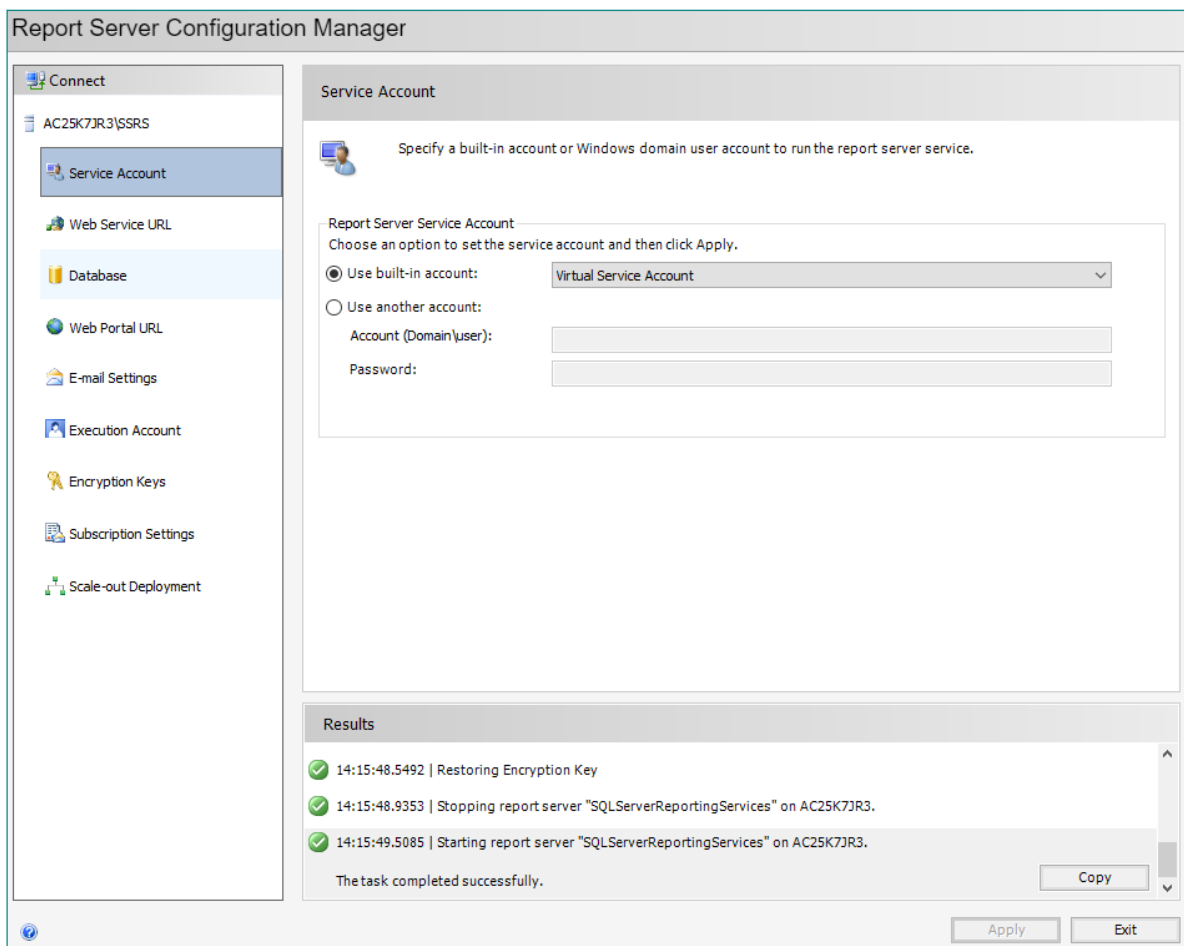 Report Server Configuration Manager
Connect
AC25K7JR3\SSRS
Service Account
Web Service URL
Database
Web Portal URL
E-mail Settings
Execution Account
Encryption Keys
Subscription Settings
Scale-out Deployment
Service Account
Specify a built-in account or Windows domain user account to run the report server service.
Report Server Service Account
Choose an option to set the service account and then click Apply.
Use built-in account:
Virtual Service Account
Use another account:
Account (Domain\user):
Password:
Results
14:15:48.5492 | Restoring Encryption Key
14:15:48.9353 | Stopping report server "SQLServerReportingServices" on AC25K7JR3.
14:15:49.5085 | Starting report server "SQLServerReportingServices" on AC25K7JR3.
The task completed successfully.
Copy
Apply
Exit